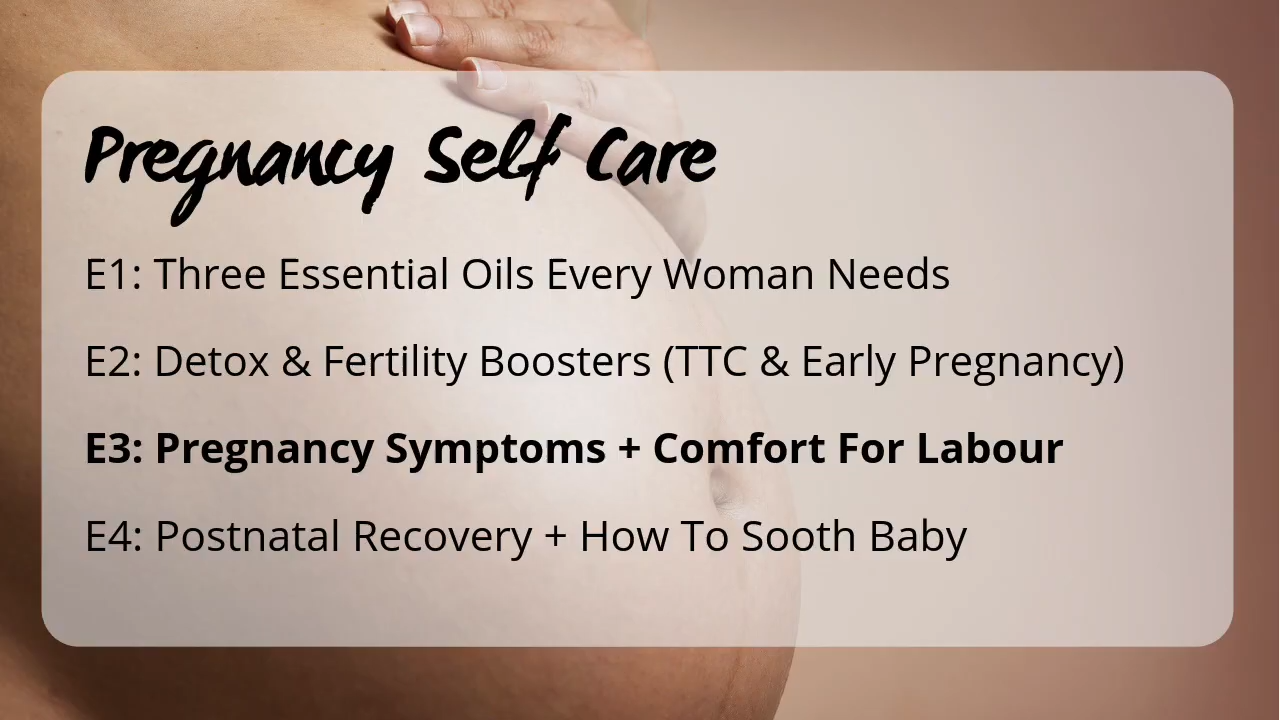 Pregnancy Self Care
E1: Three Essential Oils Every Woman Needs
E2: Detox & Fertility Boosters (TTC & Early Pregnancy)
E3: Pregnancy Symptoms + Comfort For Labour
E4: Postnatal Recovery + How To Sooth Baby